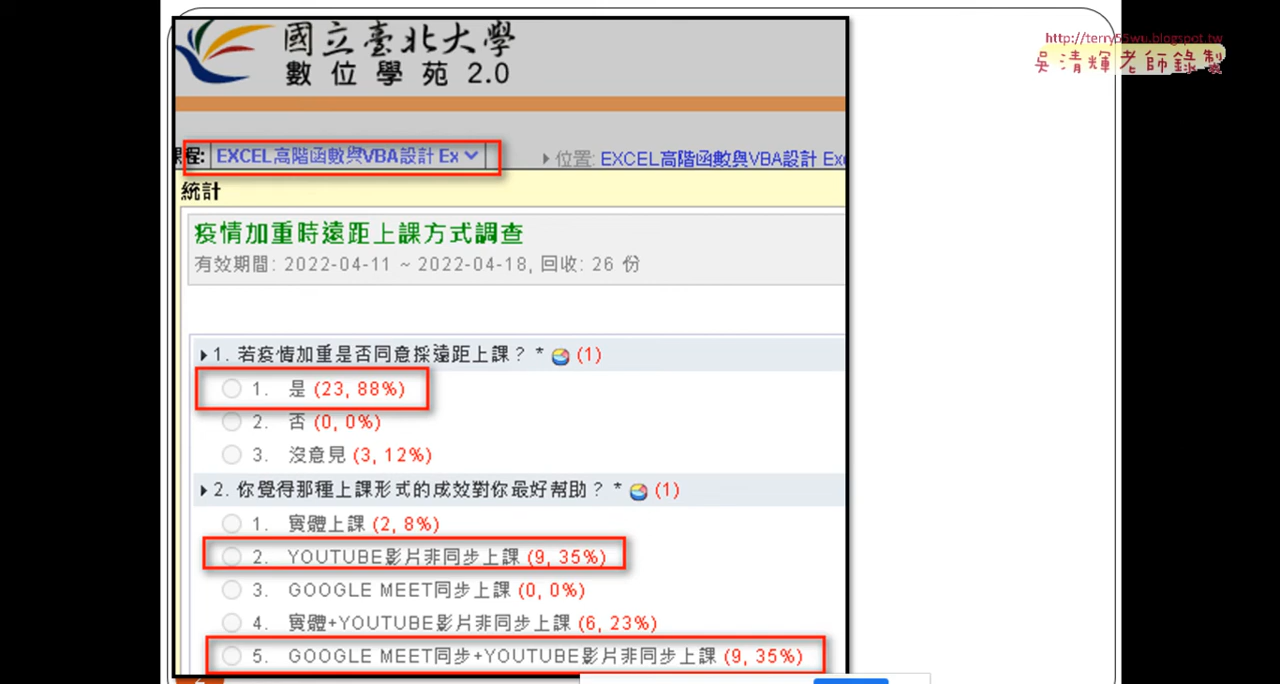 國立臺北大學
數位學苑 2.0
http://terry55wu.blogspot.tw
吳清輝老師錄製
課程: EXCEL高階函數與VBA設計 Ex
位置: EXCEL高階函數與VBA設計 Exc
統計
疫情加重時遠距上課方式調查
有效期間: 2022-04-11 ~ 2022-04-18, 回收: 26 份
1. 若疫情加重是否同意採遠距上課? * (1)
1. 是 (23, 88%)
2. 否 (0, 0%)
3. 沒意見 (3, 12%)
2. 你覺得那種上課形式的成效對你最好幫助? * (1)
1. 實體上課 (2, 8%)
2. YOUTUBE影片非同步上課 (9, 35%)
3. GOOGLE MEET同步上課 (0, 0%)
4. 實體+YOUTUBE影片非同步上課 (6, 23%)
5. GOOGLE MEET同步+YOUTUBE影片非同步上課 (9, 35%)